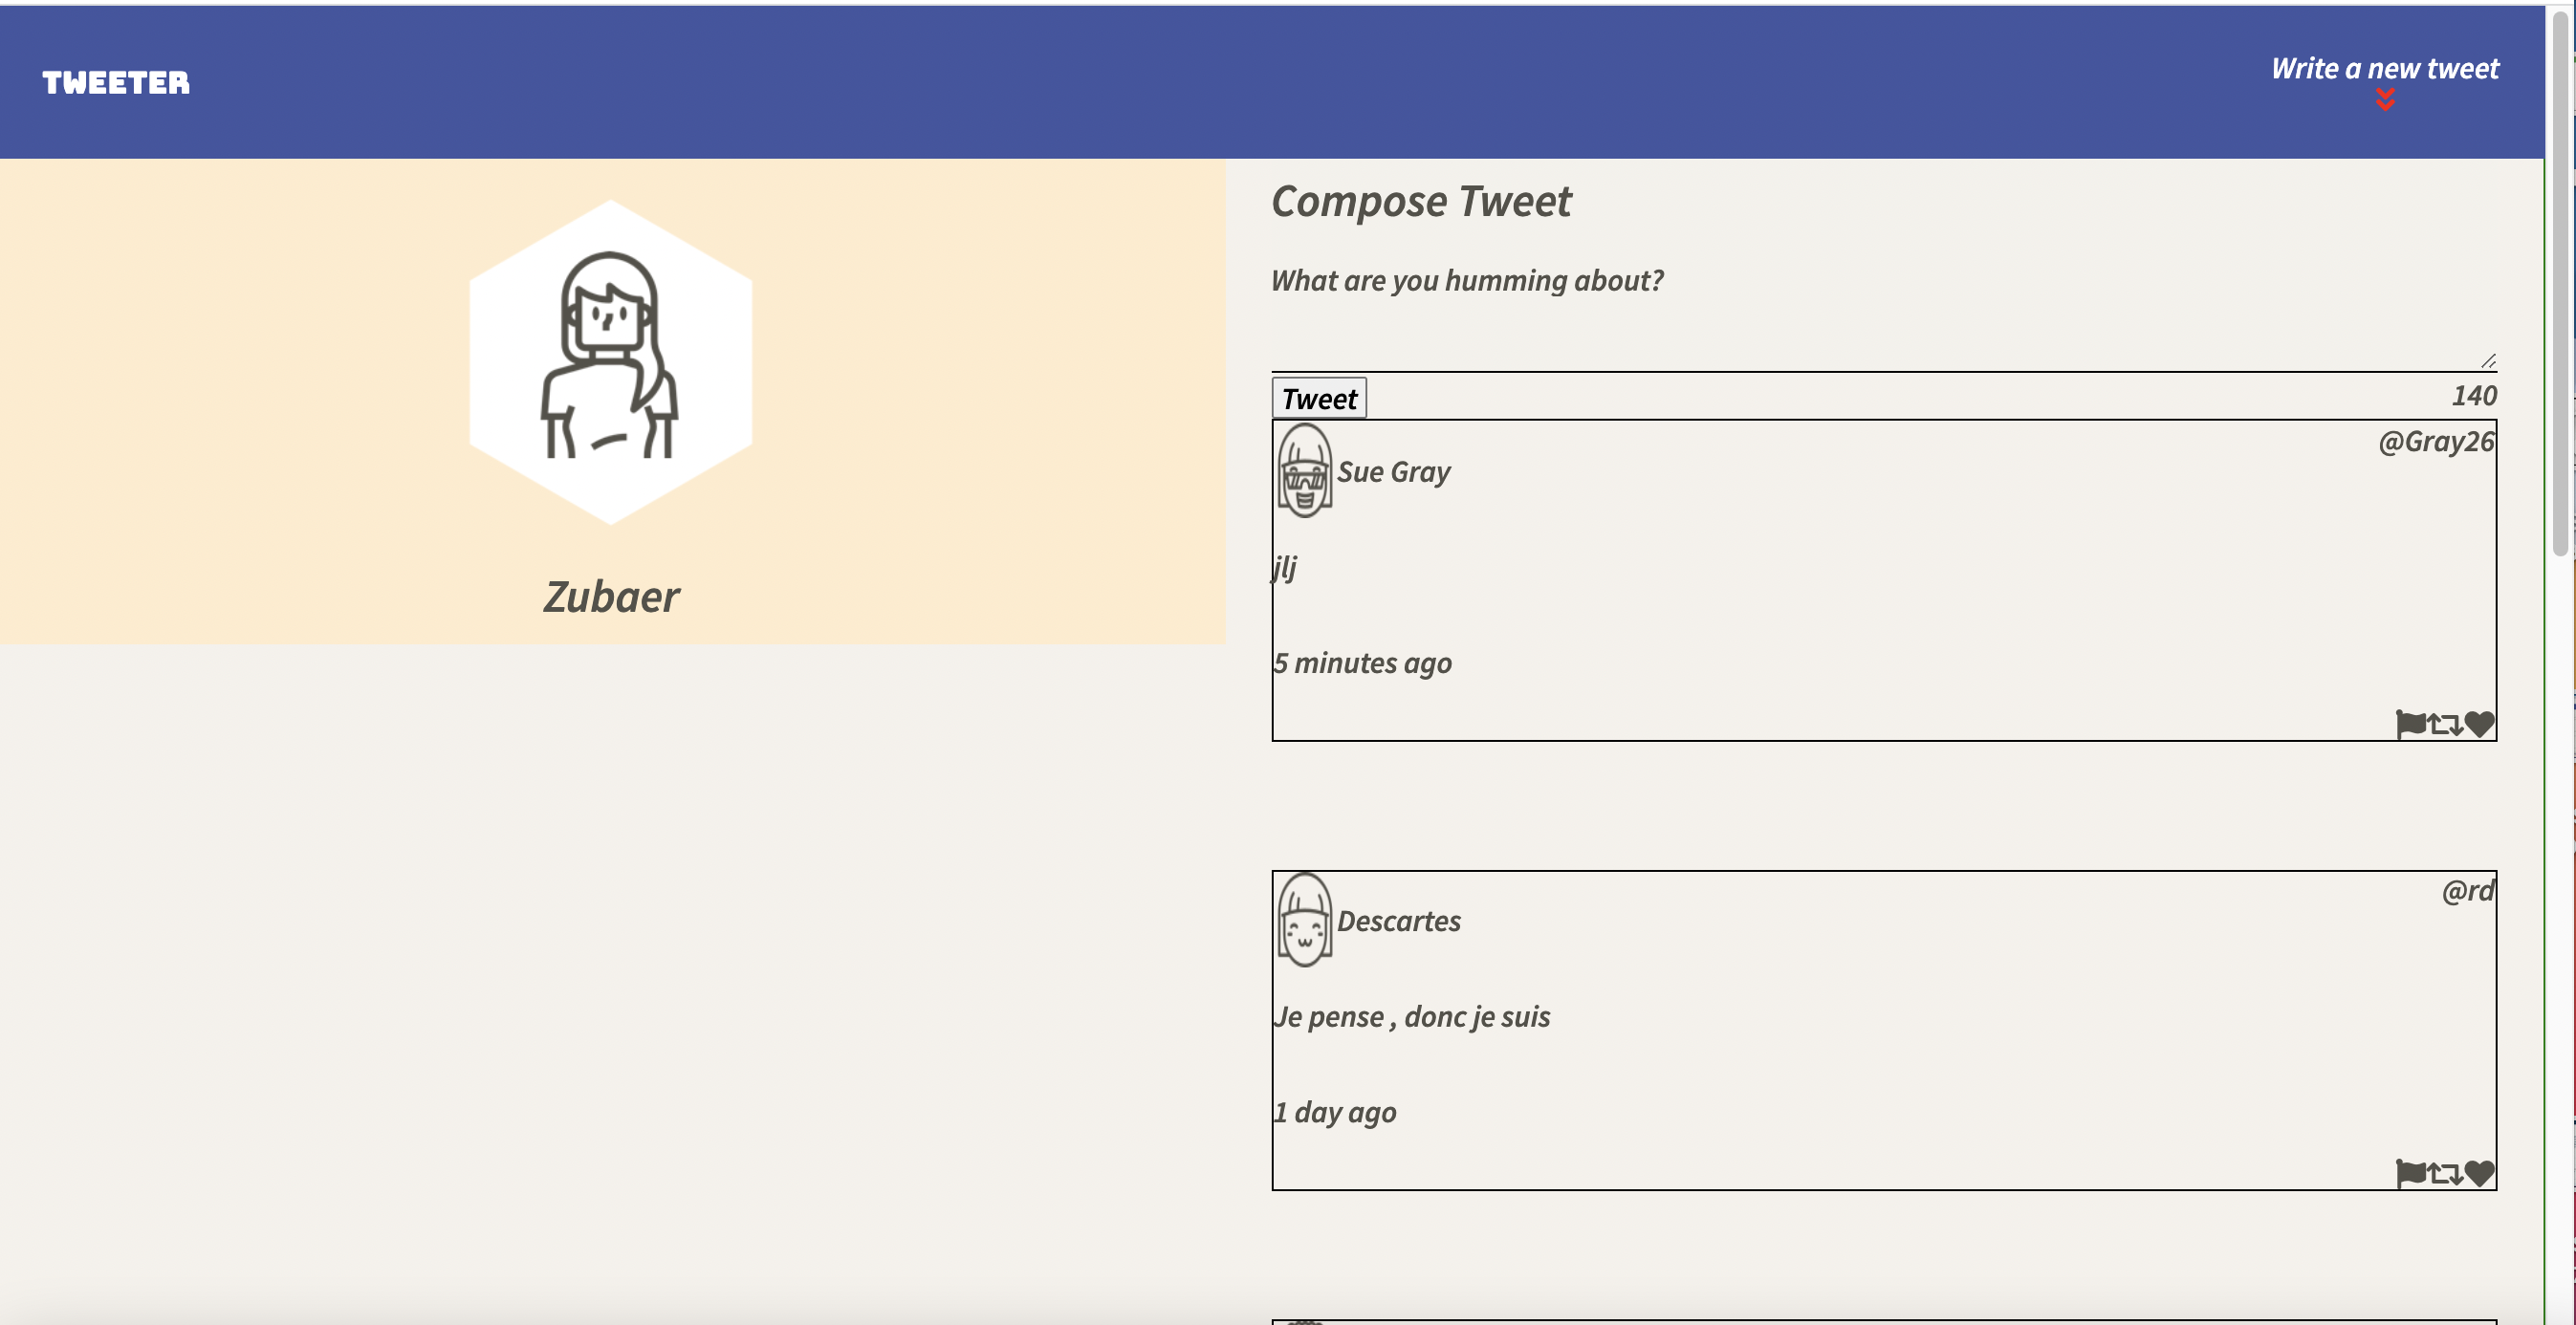 TWEETER
Write a new tweet
Zubaer
Compose Tweet
What are you humming about?
Tweet
140
Sue Gray
@Gray26
jlj
5 minutes ago
Descartes
@rd
Je pense , donc je suis
1 day ago